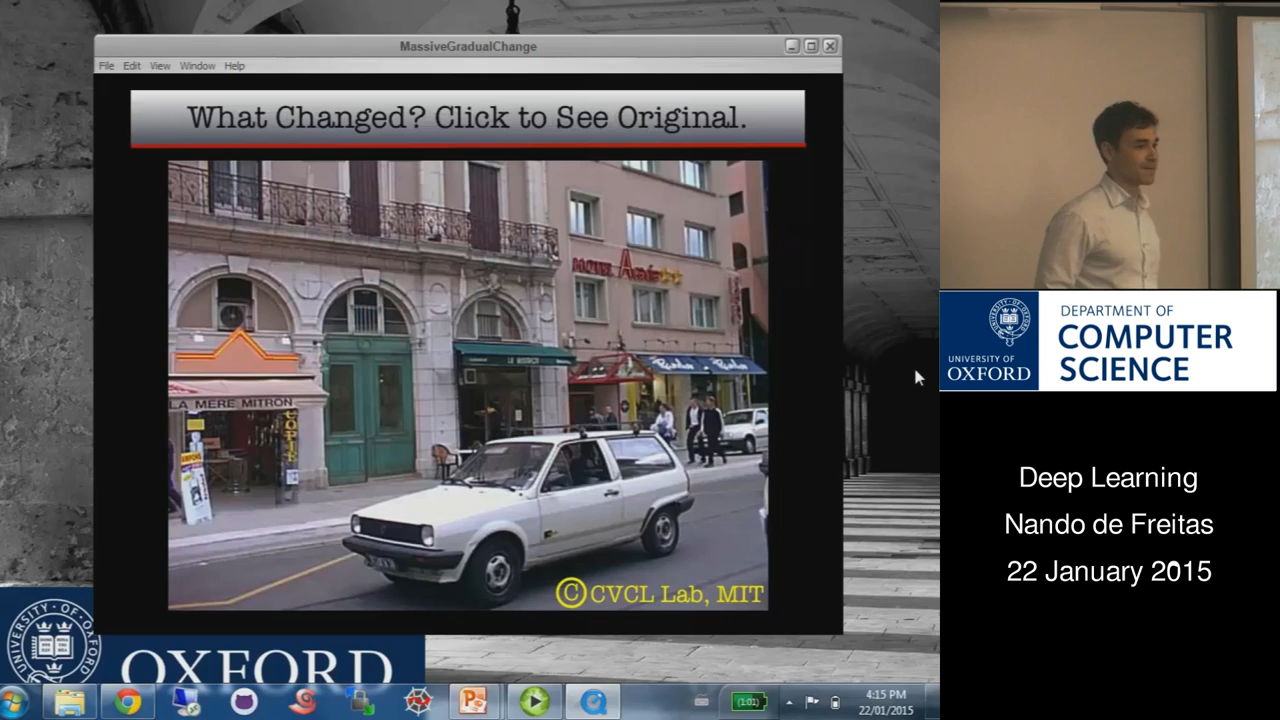 MassiveGradualChange
File Edit View Window Help
What Changed? Click to See Original.
LA MERE MITRON
© CVCL Lab, MIT
OXFORD
(1:01)
4:15 PM
22/01/2015
UNIVERSITY OF
OXFORD
DEPARTMENT OF
COMPUTER
SCIENCE
Deep Learning
Nando de Freitas
22 January 2015